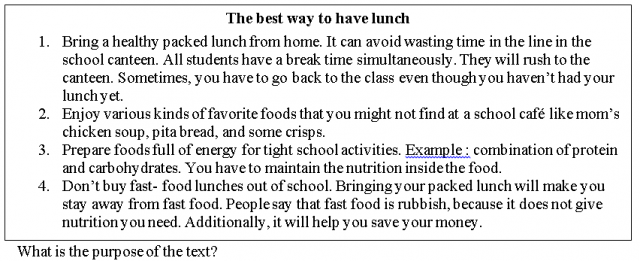 The best way to have lunch
1. Bring a healthy packed lunch from home. It can avoid wasting time in the line in the
school canteen. All students have a break time simultaneously. They will rush to the
canteen. Sometimes, you have to go back to the class even though you haven't had your
lunch yet.
2. Enjoy various kinds of favorite foods that you might not find at a school café like mom's
chicken soup, pita bread, and some crisps.
3. Prepare foods full of energy for tight school activities. Example : combination of protein
and carbohydrates. You have to maintain the nutrition inside the food.
4. Don't buy fast- food lunches out of school. Bringing your packed lunch will make you
stay away from fast food. People say that fast food is rubbish, because it does not give
nutrition you need. Additionally, it will help you save your money.
What is the purpose of the text?